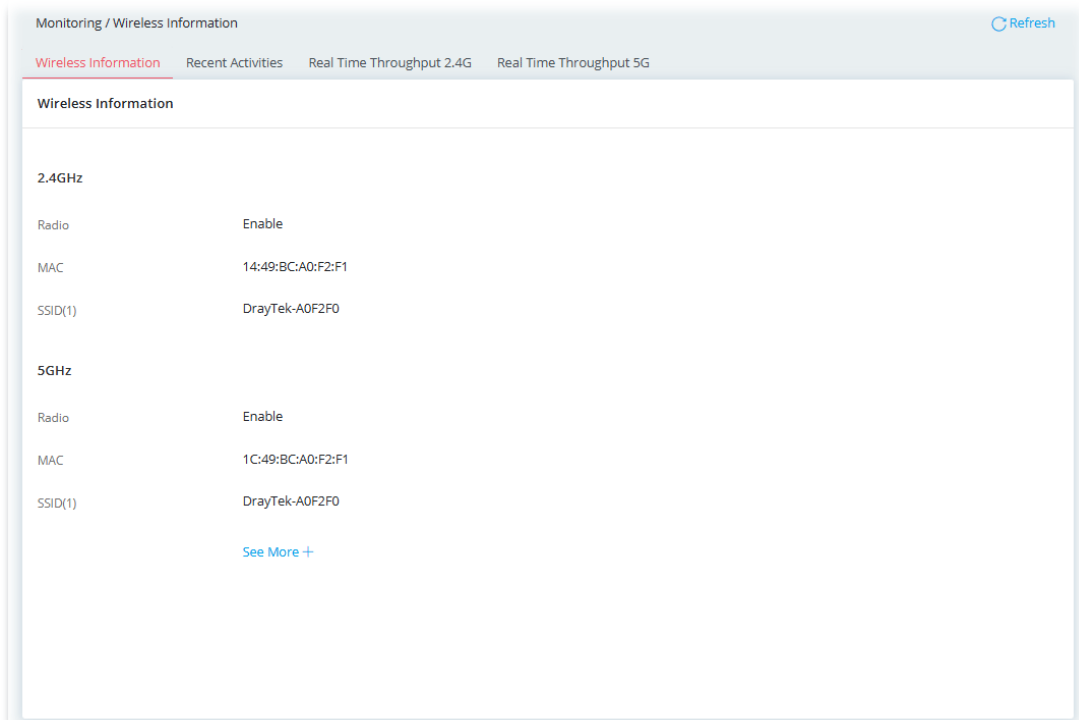 Monitoring / Wireless Information Refresh
Wireless Information Recent Activities Real Time Throughput 2.4G Real Time Throughput 5G
Wireless Information
2.4GHz
Radio Enable
MAC 14:49:BC:A0:F2:F1
SSID(1) DrayTek-A0F2F0
5GHz
Radio Enable
MAC 1C:49:BC:A0:F2:F1
SSID(1) DrayTek-A0F2F0
See More +